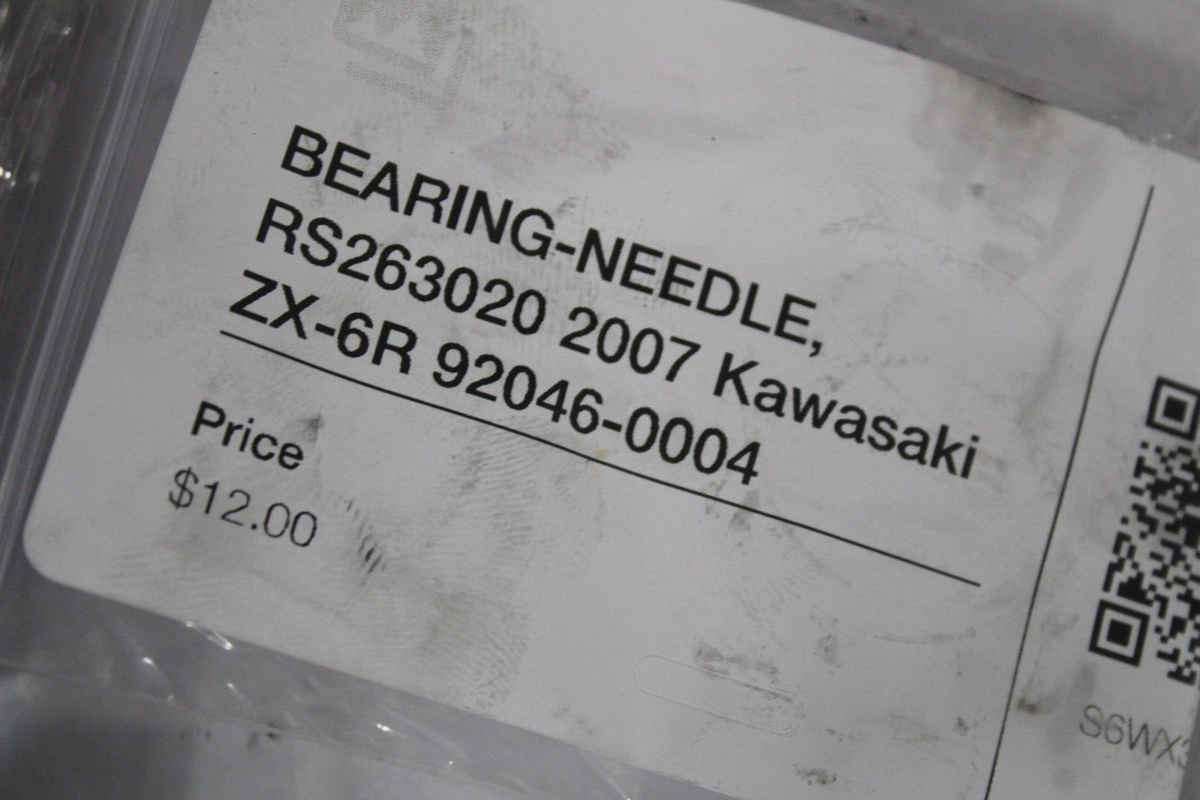 BEARING-NEEDLE,
RS263020 2007 Kawasaki
ZX-6R 92046-0004
Price
$12.00